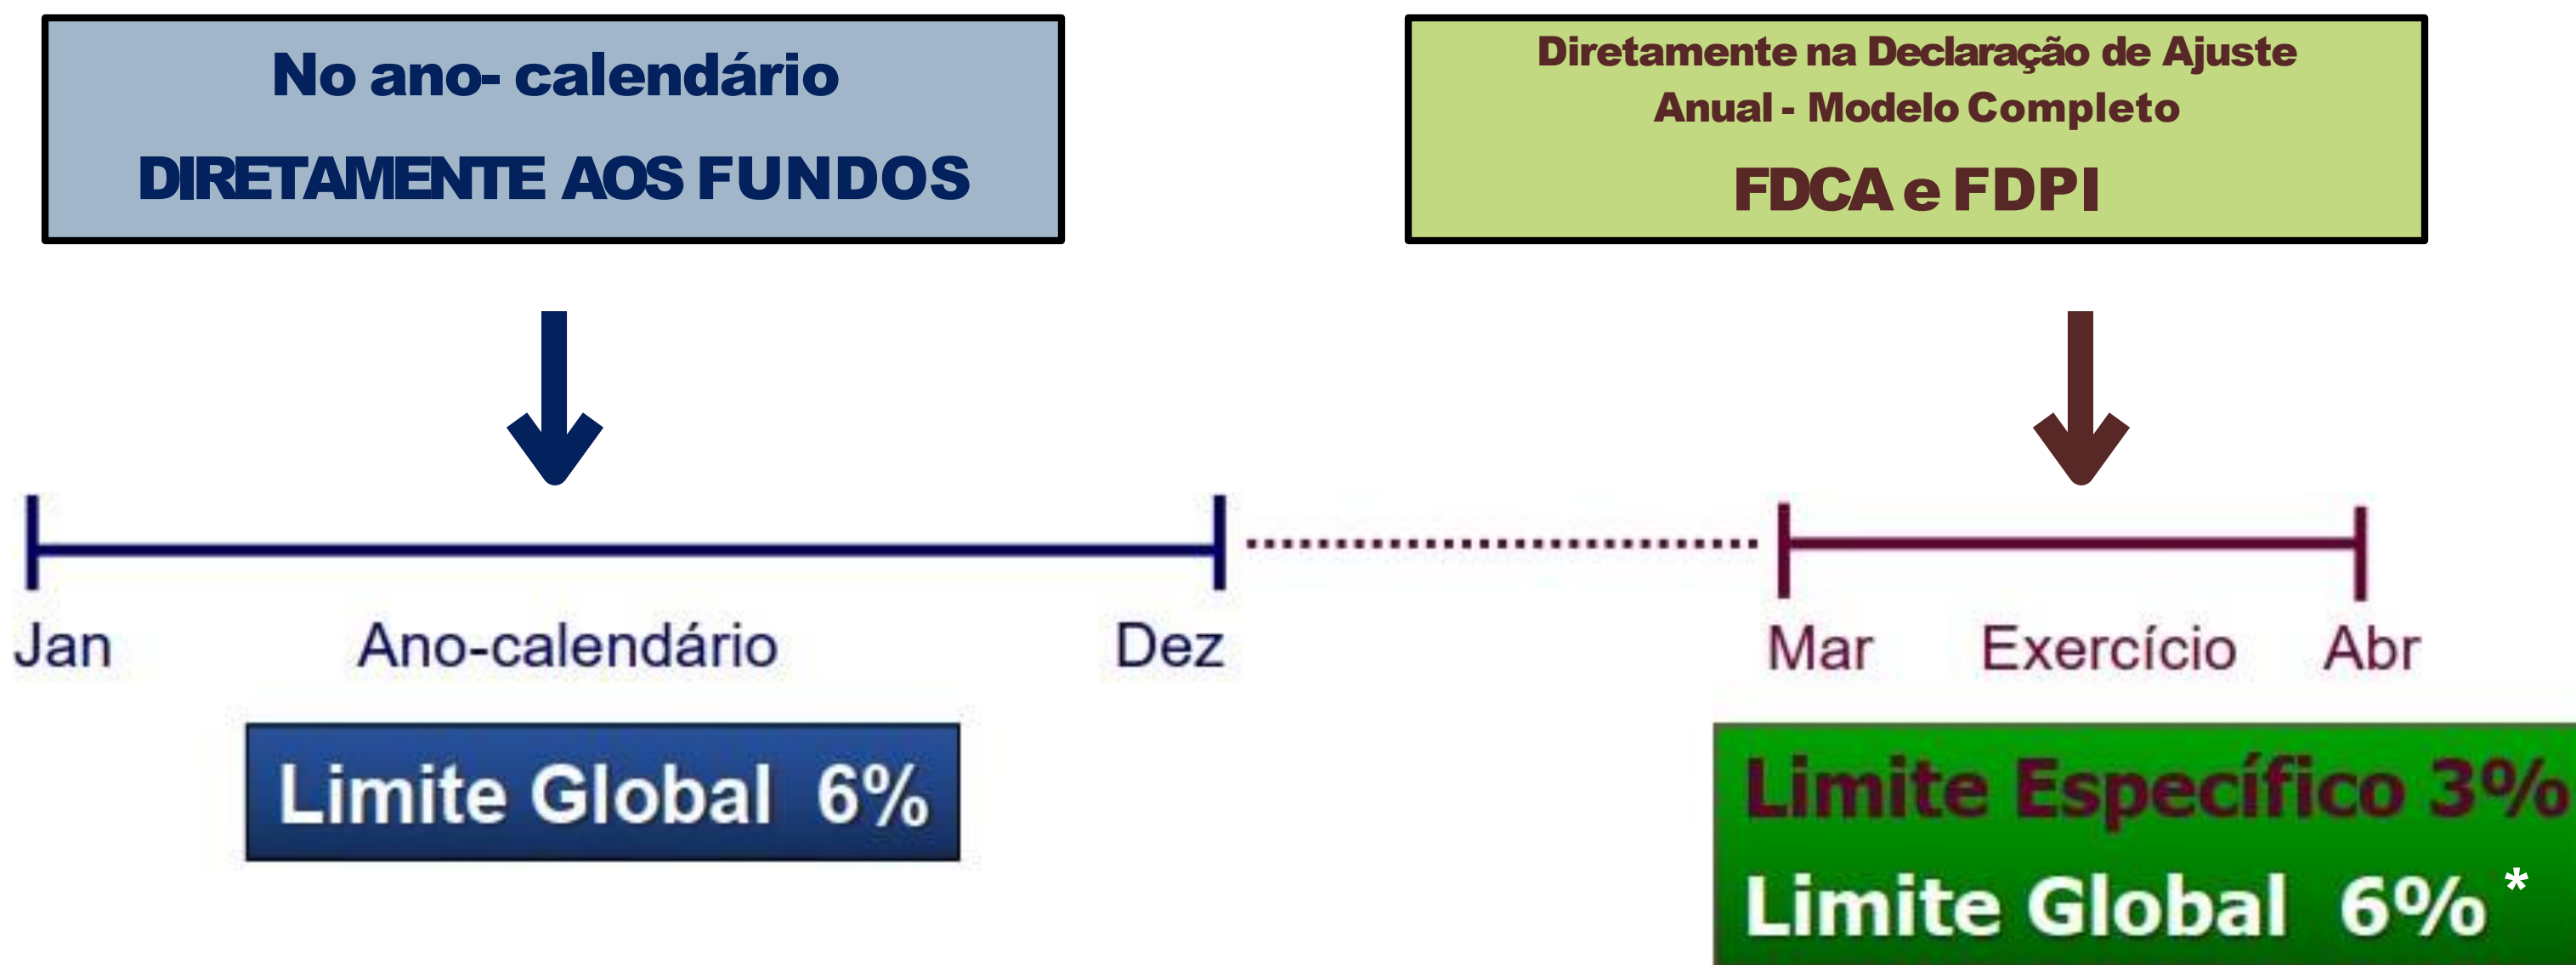 No ano- calendário
DIRETAMENTE AOS FUNDOS
Diretamente na Declaração de Ajuste
Anual - Modelo Completo
FDCA e FDPI
Jan
Ano-calendário
Dez
Mar
Exercício
Abr
Limite Global 6%
Limite Específico 3%
Limite Global 6% *